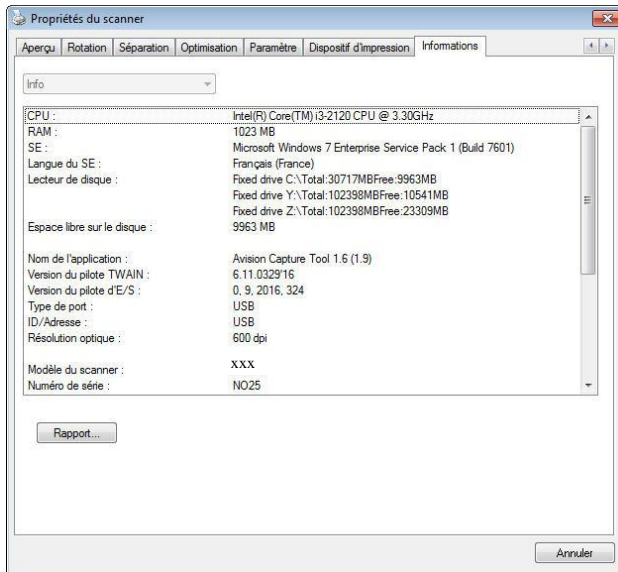 Propriétés du scanner
Aperçu Rotation Séparation Optimisation Paramètre Dispositif d'impression Informations
Info
CPU : Intel(R) Core(TM) i3-2120 CPU @ 3.30GHz
RAM : 1023 MB
SE : Microsoft Windows 7 Enterprise Service Pack 1 (Build 7601)
Langue du SE : Français (France)
Lecteur de disque : Fixed drive C:\Total:30717MBFree:9963MB
Fixed drive Y:\Total:102398MBFree:10541MB
Fixed drive Z:\Total:102398MBFree:23309MB
Espace libre sur le disque : 9963 MB
Nom de l'application : Avision Capture Tool 1.6 (1.9)
Version du pilote TWAIN : 6.11.0329'16
Version du pilote d'E/S : 0, 9, 2016, 324
Type de port : USB
ID/Adresse : USB
Résolution optique : 600 dpi
Modèle du scanner : XXX
Numéro de série : NO25
Rapport...
Annuler